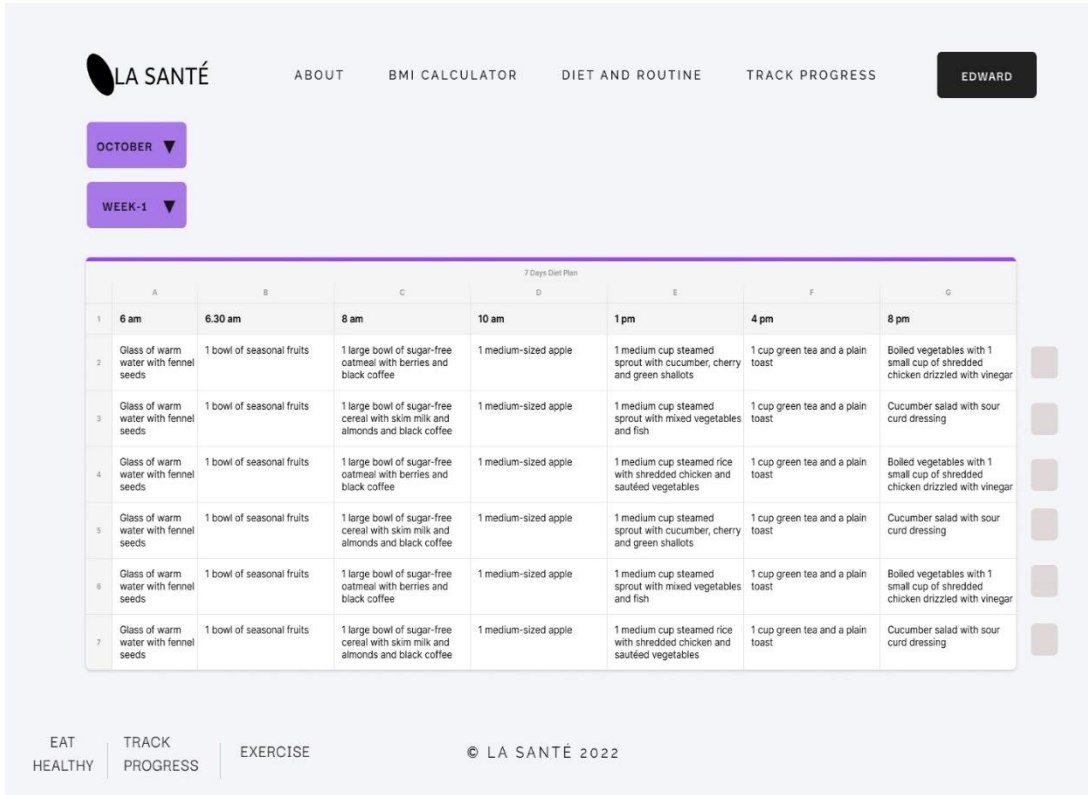 LA SANTÉ
ABOUT
BMI CALCULATOR
DIET AND ROUTINE
TRACK PROGRESS
EDWARD
OCTOBER ▼
WEEK-1 ▼
7 Days Diet Plan
A B C D E F G
1 6 am 6.30 am 8 am 10 am 1 pm 4 pm 8 pm
2
Glass of warm
water with fennel
seeds
1 bowl of seasonal fruits
1 large bowl of sugar-free
oatmeal with berries and
black coffee
1 medium-sized apple
1 medium cup steamed
sprout with cucumber, cherry
and green shallots
1 cup green tea and a plain
toast
Boiled vegetables with 1
small cup of shredded
chicken drizzled with vinegar
3
Glass of warm
water with fennel
seeds
1 bowl of seasonal fruits
1 large bowl of sugar-free
cereal with skim milk and
almonds and black coffee
1 medium-sized apple
1 medium cup steamed
sprout with mixed vegetables
and fish
1 cup green tea and a plain
toast
Cucumber salad with sour
curd dressing
4
Glass of warm
water with fennel
seeds
1 bowl of seasonal fruits
1 large bowl of sugar-free
oatmeal with berries and
black coffee
1 medium-sized apple
1 medium cup steamed rice
with shredded chicken and
sautéed vegetables
1 cup green tea and a plain
toast
Boiled vegetables with 1
small cup of shredded
chicken drizzled with vinegar
5
Glass of warm
water with fennel
seeds
1 bowl of seasonal fruits
1 large bowl of sugar-free
cereal with skim milk and
almonds and black coffee
1 medium-sized apple
1 medium cup steamed
sprout with cucumber, cherry
and green shallots
1 cup green tea and a plain
toast
Cucumber salad with sour
curd dressing
6
Glass of warm
water with fennel
seeds
1 bowl of seasonal fruits
1 large bowl of sugar-free
oatmeal with berries and
black coffee
1 medium-sized apple
1 medium cup steamed
sprout with mixed vegetables
and fish
1 cup green tea and a plain
toast
Boiled vegetables with 1
small cup of shredded
chicken drizzled with vinegar
7
Glass of warm
water with fennel
seeds
1 bowl of seasonal fruits
1 large bowl of sugar-free
cereal with skim milk and
almonds and black coffee
1 medium-sized apple
1 medium cup steamed rice
with shredded chicken and
sautéed vegetables
1 cup green tea and a plain
toast
Cucumber salad with sour
curd dressing
EAT
HEALTHY
TRACK
PROGRESS
EXERCISE
© LA SANTÉ 2022